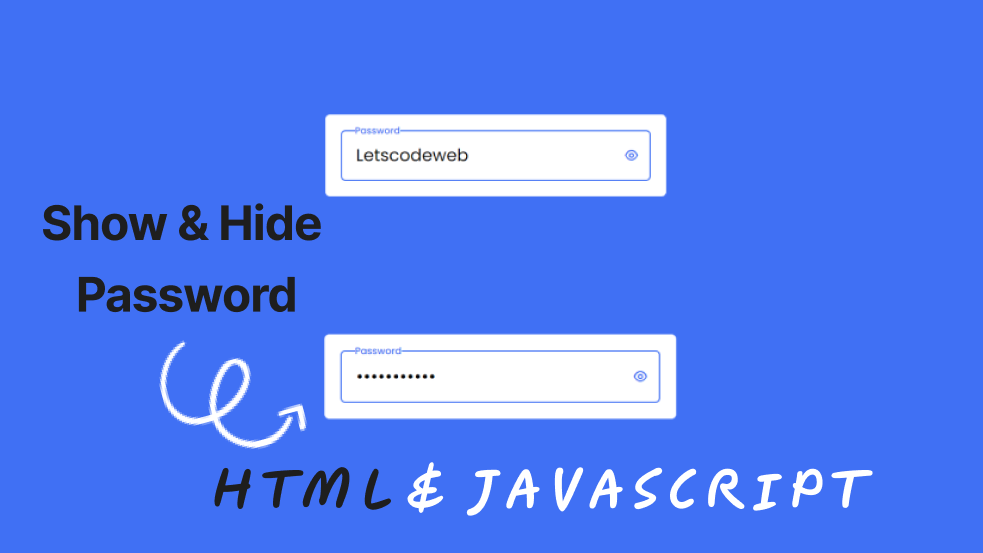 Password
Letscodeweb
Show & Hide
Password
Password
•••••••••••
HTML & JAVASCRIPT